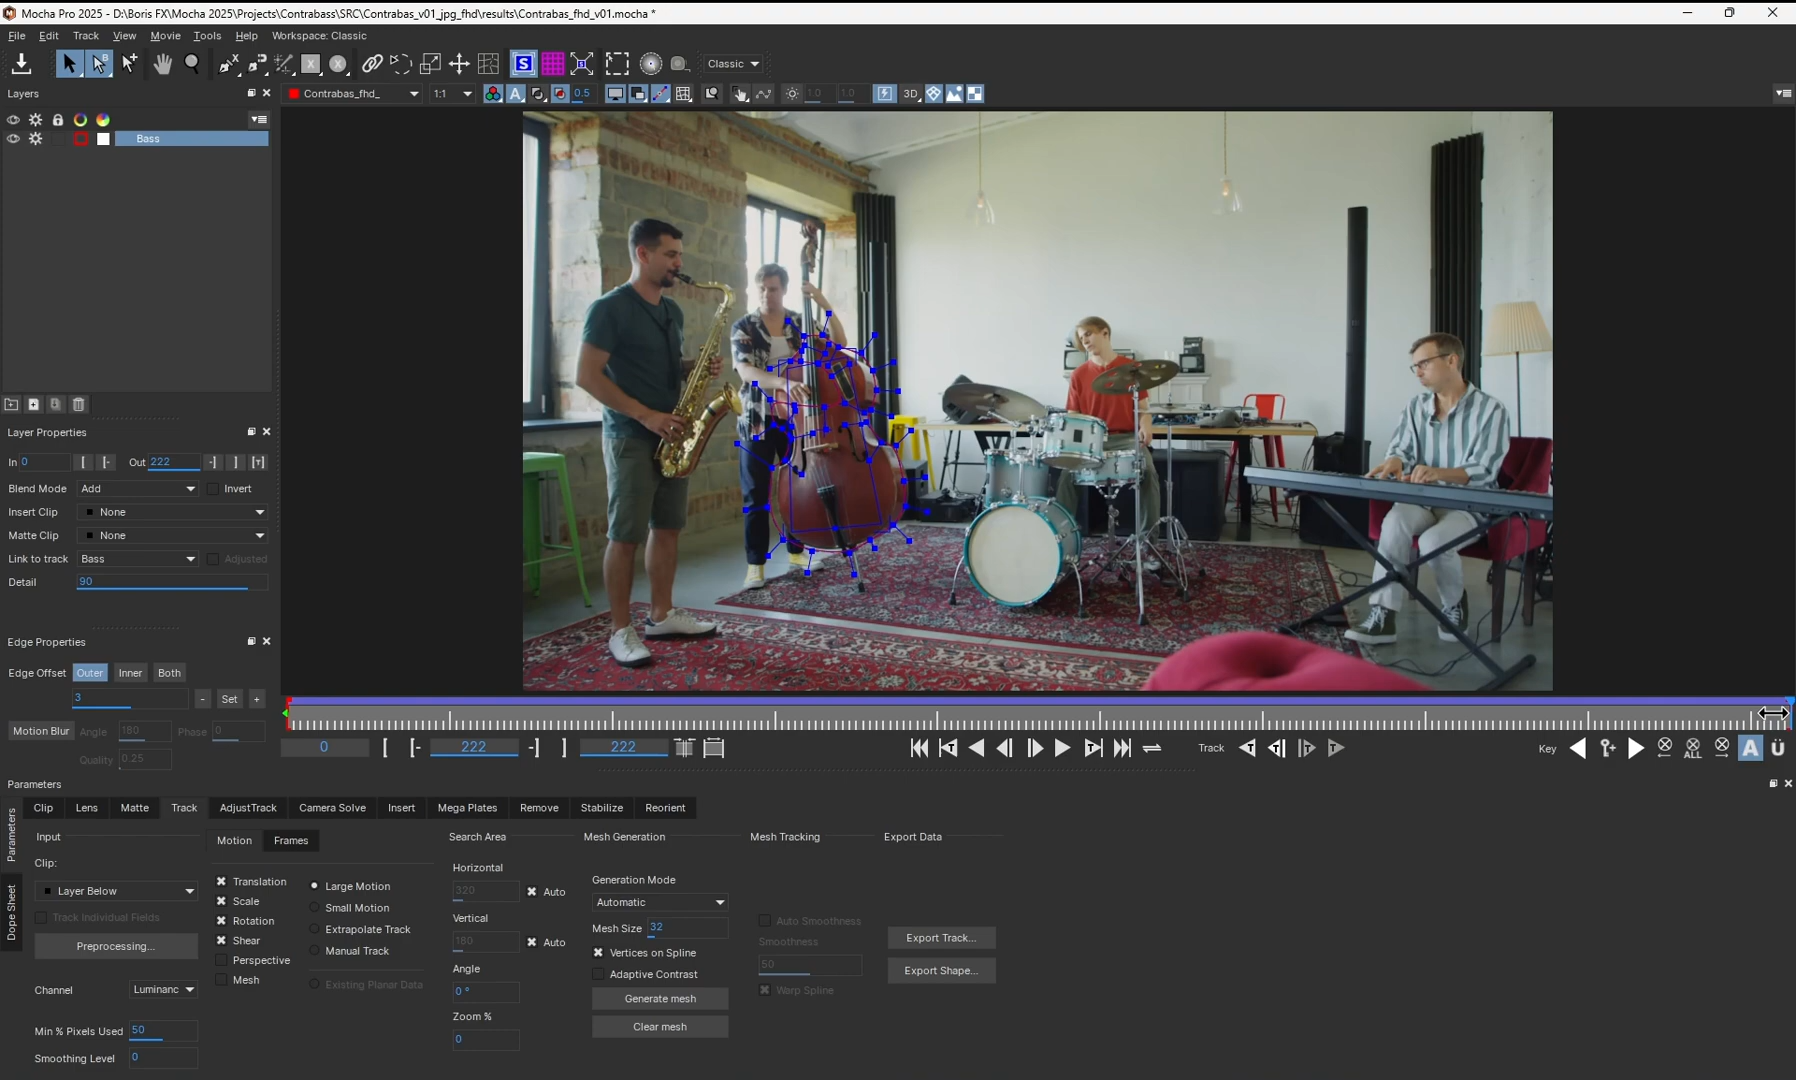 Mocha Pro 2025 - D:\Boris FX\Mocha 2025\Projects\Contrabass\SRC\Contrabas_v01_jpg_fhd\results\Contrabas_fhd_v01.mocha *
File Edit Track View Movie Tools Help Workspace: Classic
Classic
Layers
Contrabas_fhd_ 1:1 A 0.5 1.0 1.0 3D
Bass
Layer Properties
In 0 Out 222
Blend Mode Add Invert
Insert Clip None
Matte Clip None
Link to track Bass Adjusted
Detail 90
Edge Properties
Edge Offset Outer Inner Both
3 - Set +
Motion Blur Angle 180 Phase 0
Quality 0.25
0 222 222 Track Key ALL A Ü
Parameters
Clip Lens Matte Track AdjustTrack Camera Solve Insert Mega Plates Remove Stabilize Reorient
Parameters
Dope Sheet
Input
Clip:
Layer Below
Track Individual Fields
Preprocessing...
Channel Luminanc
Min % Pixels Used 50
Smoothing Level 0
Motion Frames
Translation
Scale
Rotation
Shear
Perspective
Mesh
Large Motion
Small Motion
Extrapolate Track
Manual Track
Existing Planar Data
Search Area
Horizontal
320 Auto
Vertical
180 Auto
Angle
0 °
Zoom %
0
Mesh Generation
Generation Mode
Automatic
Mesh Size 32
Vertices on Spline
Adaptive Contrast
Generate mesh
Clear mesh
Mesh Tracking
Auto Smoothness
Smoothness
50
Warp Spline
Export Data
Export Track...
Export Shape...